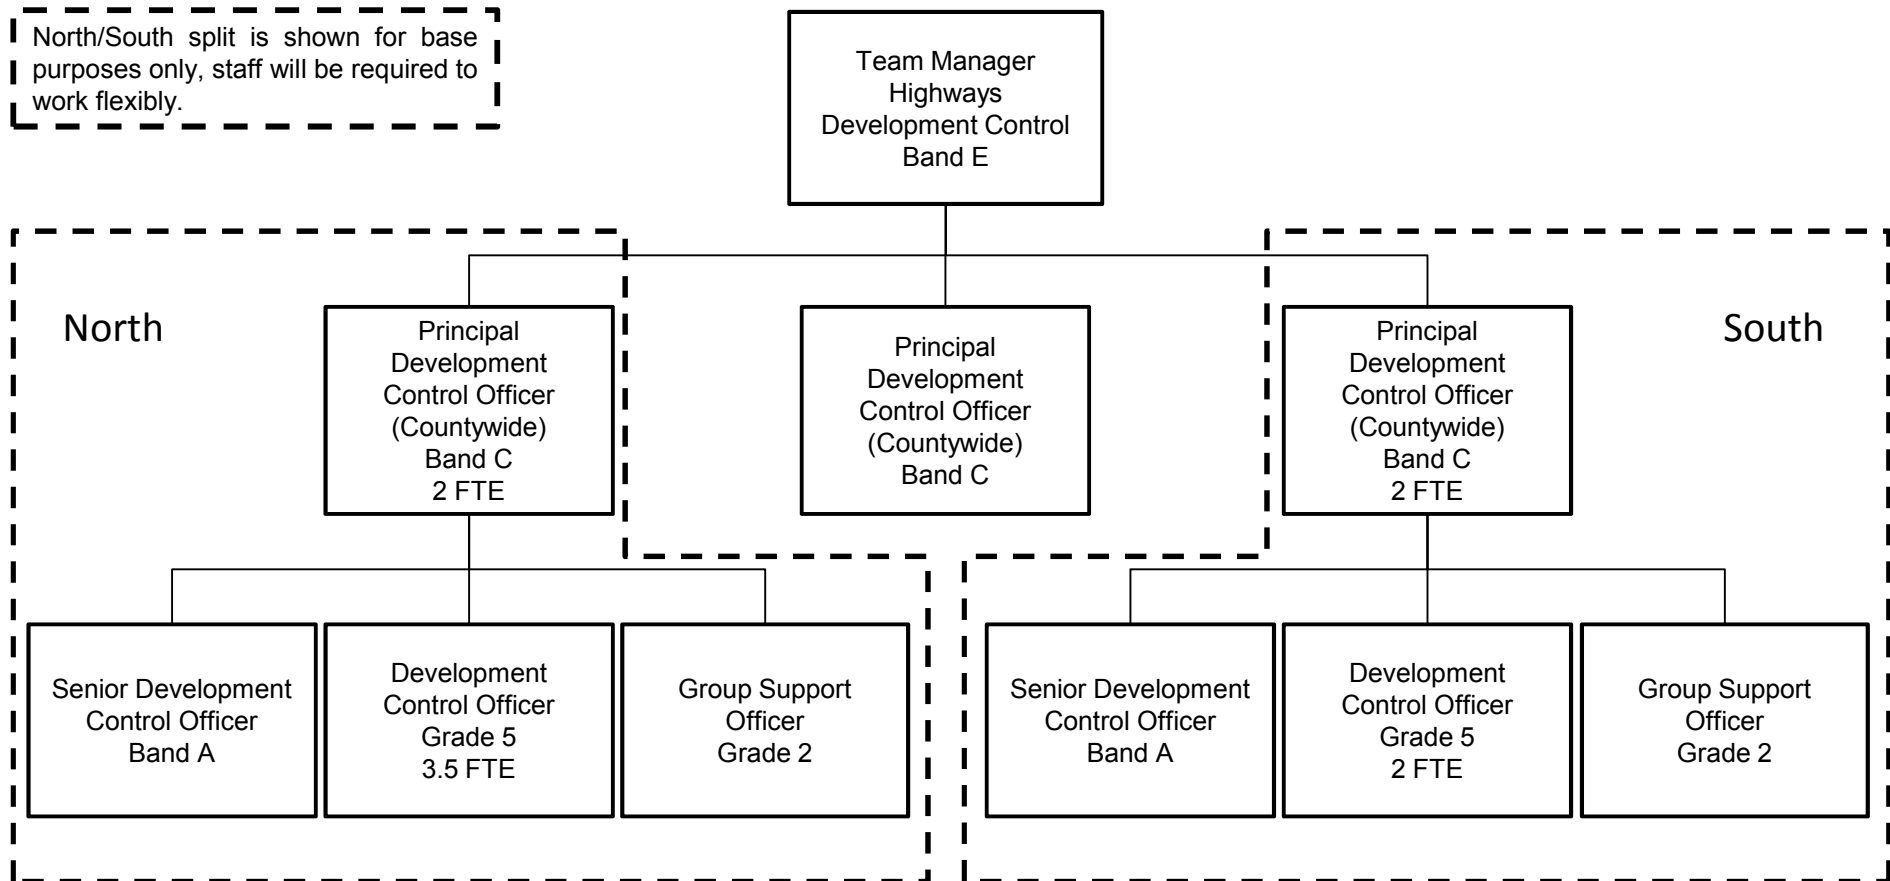 North/South split is shown for base
purposes only, staff will be required to
work flexibly.
Team Manager
Highways
Development Control
Band E
North
Principal
Development
Control Officer
(Countywide)
Band C
2 FTE
Principal
Development
Control Officer
(Countywide)
Band C
Principal
Development
Control Officer
(Countywide)
Band C
2 FTE
South
Senior Development
Control Officer
Band A
Development
Control Officer
Grade 5
3.5 FTE
Group Support
Officer
Grade 2
Senior Development
Control Officer
Band A
Development
Control Officer
Grade 5
2 FTE
Group Support
Officer
Grade 2